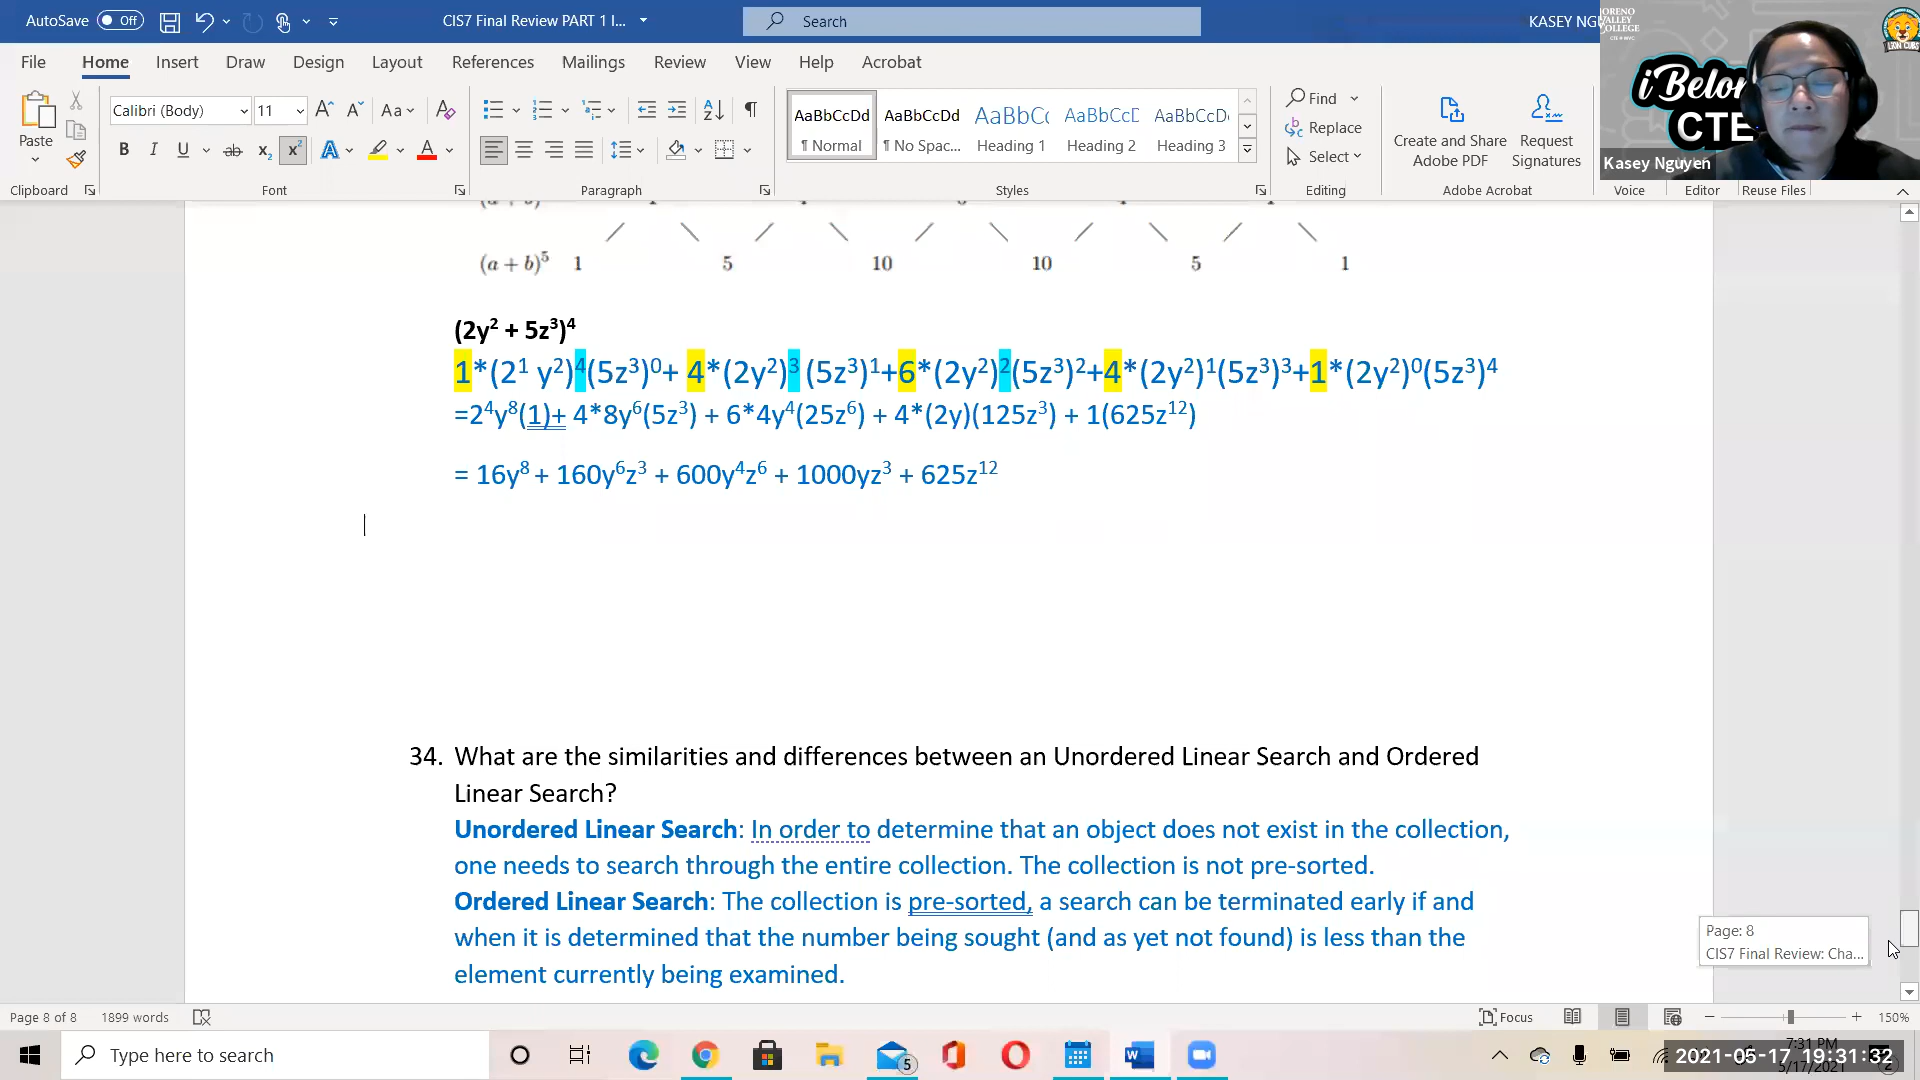 AutoSave Off CIS7 Final Review PART 1 I... Search KASEY NG
File Home Insert Draw Design Layout References Mailings Review View Help Acrobat
Calibri (Body) 11 Aa
Paste B I U ab x₂ x² A A
AaBbCcDd AaBbCcDd AaBbCc AaBbCcD AaBbCcD
¶ Normal ¶ No Spac... Heading 1 Heading 2 Heading 3
Find
Replace
Select
Create and Share Adobe PDF
Request Signatures
Clipboard Font Paragraph Styles Editing Adobe Acrobat Voice Editor Reuse Files
VALLEY COLLEGE
iBelon
CTE
LION CUBS
Kasey Nguyen
(a + b)⁵ 1 5 10 10 5 1
(2y² + 5z³)⁴
1*(2¹ y²)⁴(5z³)⁰+ 4*(2y²)³ (5z³)¹+6*(2y²)²(5z³)²+4*(2y²)¹(5z³)³+1*(2y²)⁰(5z³)⁴
=2⁴y⁸(1)+ 4*8y⁶(5z³) + 6*4y⁴(25z⁶) + 4*(2y)(125z³) + 1(625z¹²)
= 16y⁸ + 160y⁶z³ + 600y⁴z⁶ + 1000yz³ + 625z¹²
34. What are the similarities and differences between an Unordered Linear Search and Ordered
Linear Search?
Unordered Linear Search: In order to determine that an object does not exist in the collection,
one needs to search through the entire collection. The collection is not pre-sorted.
Ordered Linear Search: The collection is pre-sorted, a search can be terminated early if and
when it is determined that the number being sought (and as yet not found) is less than the
element currently being examined.
Page: 8
CIS7 Final Review: Cha...
Page 8 of 8 1899 words Focus 150%
Type here to search 5 2021-05-17 19:31:32